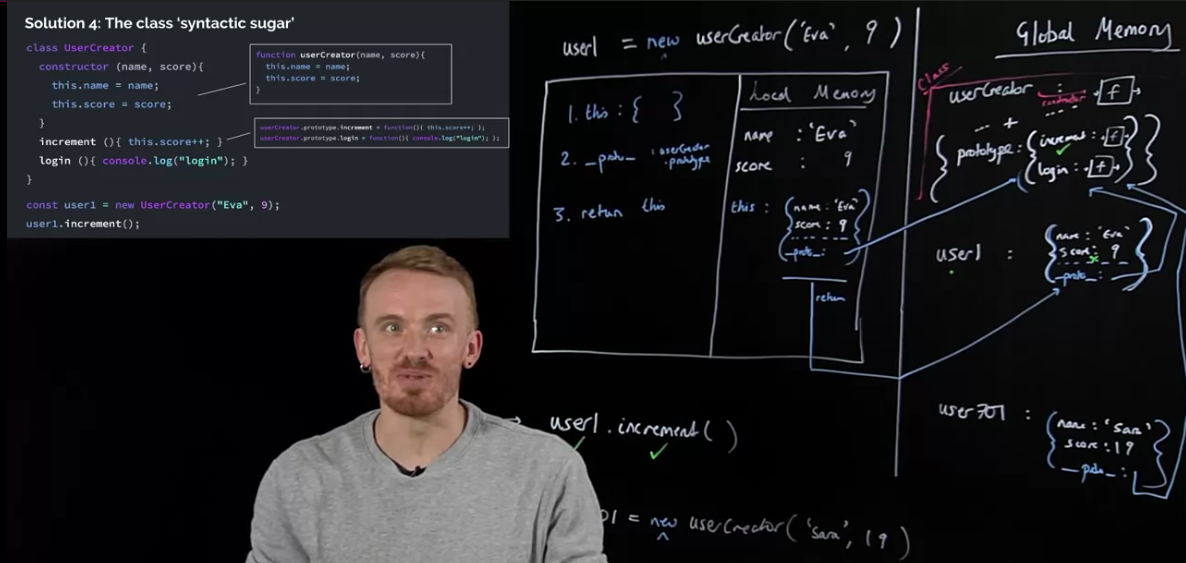 Solution 4: The class ‘syntactic sugar’
class UserCreator {
constructor (name, score){
this.name = name;
this.score = score;
}
increment (){ this.score++; }
login (){ console.log("login"); }
}
const user1 = new UserCreator("Eva", 9);
user1.increment();
function userCreator(name, score){
this.name = name;
this.score = score;
}
userCreator.prototype.increment = function(){ this.score++; };
userCreator.prototype.login = function(){ console.log("login"); };
user1 = new userCreator('Eva', 9)
1. this : { }
2. __proto__ : userCreator
.prototype
3. return this
Local Memory
name : 'Eva'
score : 9
this : { name : 'Eva'
score : 9
__proto__ : }
return
user1.increment()
01 = new userCreator('Sara', 19)
Global Memory
Class
userCreator : f
constructor
+
{ prototype : { increment : f
login : f } }
user1 : { name : 'Eva'
score : 9
__proto__ : }
user701 : { name : 'Sara'
score : 19
__proto__ : }